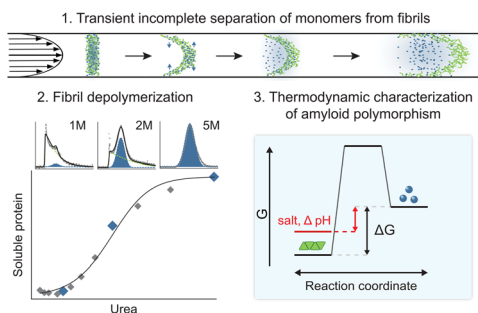 1. Transient incomplete separation of monomers from fibrils
2. Fibril depolymerization
1M
2M
5M
Soluble protein
Urea
3. Thermodynamic characterization
of amyloid polymorphism
G
salt, Δ pH
ΔG
Reaction coordinate